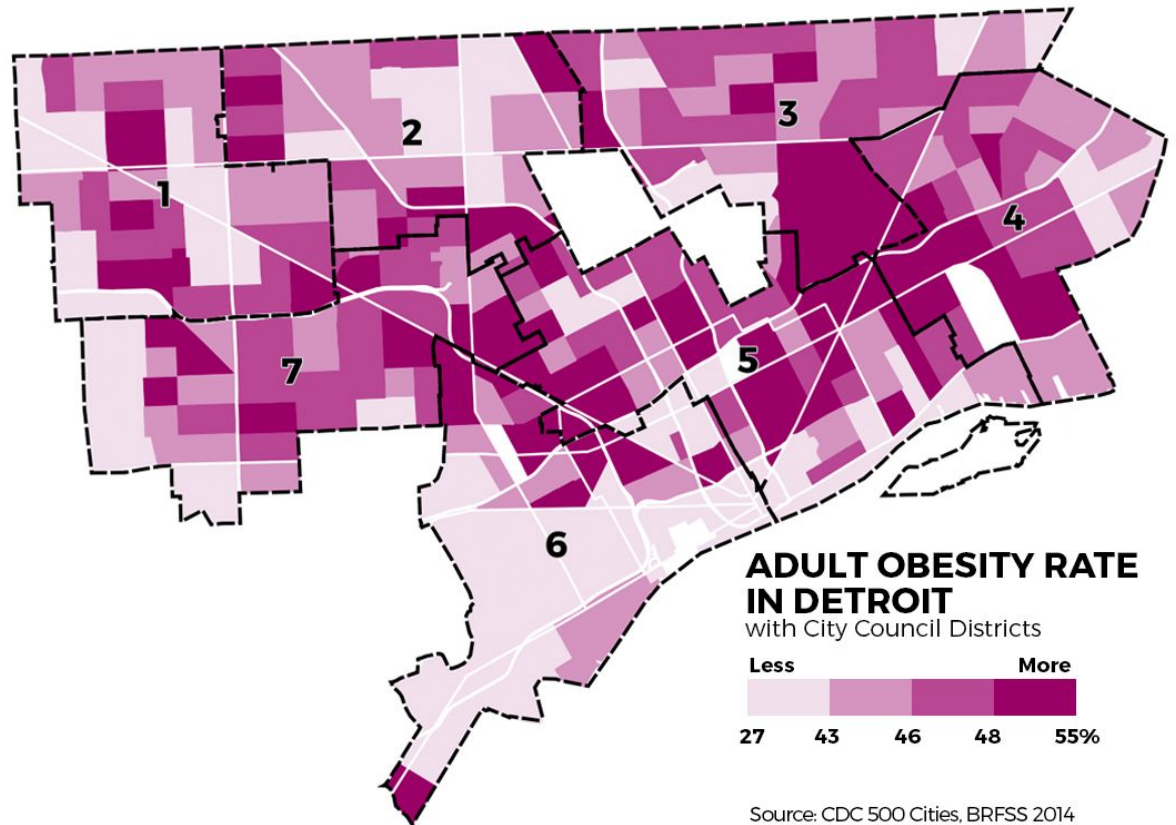 1
2
3
4
5
6
7
ADULT OBESITY RATE
IN DETROIT
with City Council Districts
Less More
27 43 46 48 55%
Source: CDC 500 Cities, BRFSS 2014